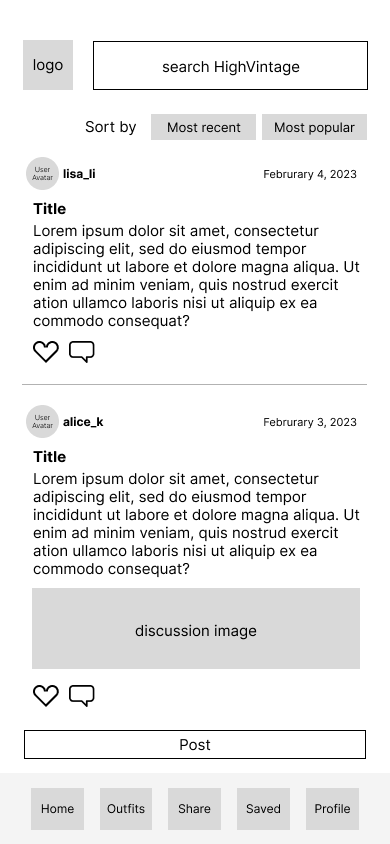 logo
search HighVintage
Sort by
Most recent
Most popular
User
Avatar
lisa_li
Februrary 4, 2023
Title
Lorem ipsum dolor sit amet, consectetur
adipiscing elit, sed do eiusmod tempor
incididunt ut labore et dolore magna aliqua. Ut
enim ad minim veniam, quis nostrud exercit
ation ullamco laboris nisi ut aliquip ex ea
commodo consequat?
User
Avatar
alice_k
Februrary 3, 2023
Title
Lorem ipsum dolor sit amet, consectetur
adipiscing elit, sed do eiusmod tempor
incididunt ut labore et dolore magna aliqua. Ut
enim ad minim veniam, quis nostrud exercit
ation ullamco laboris nisi ut aliquip ex ea
commodo consequat?
discussion image
Post
Home
Outfits
Share
Saved
Profile